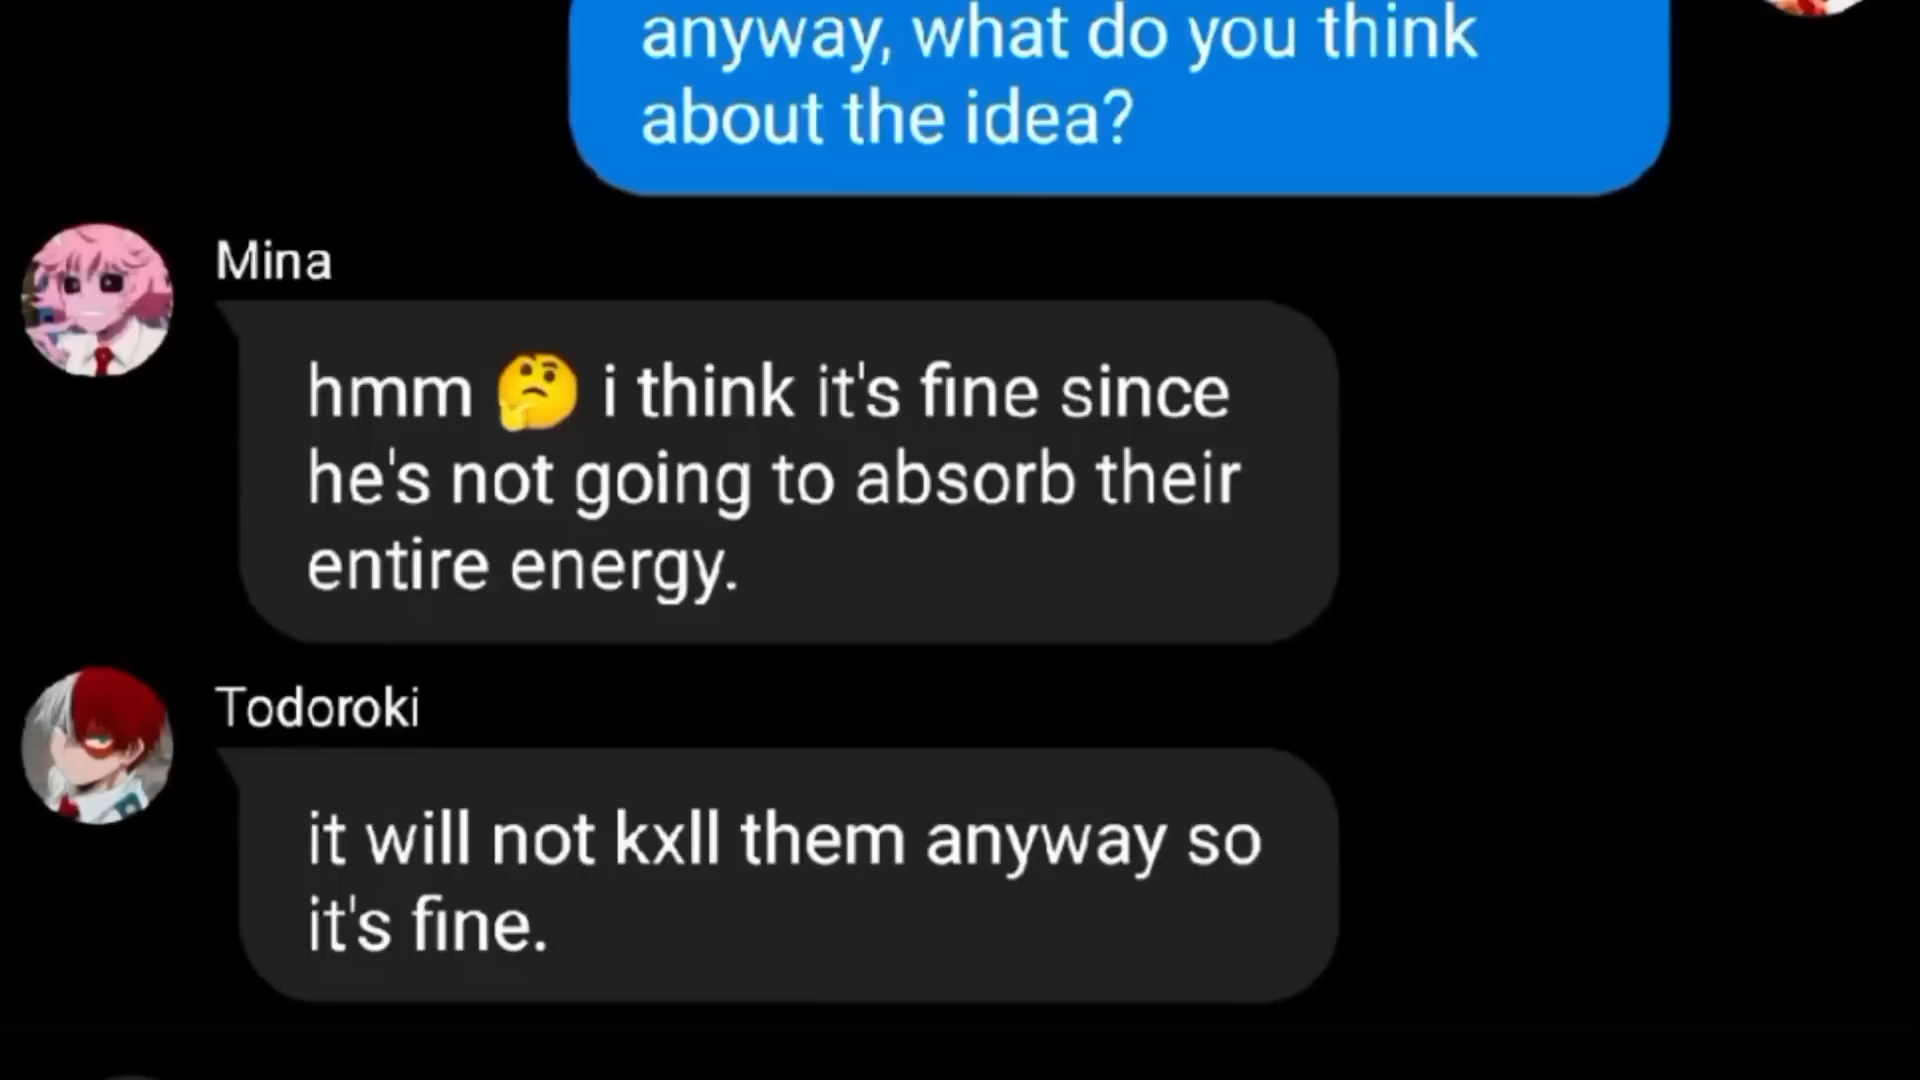 anyway, what do you think
about the idea?
Mina
hmm 🤔 i think it's fine since
he's not going to absorb their
entire energy.
Todoroki
it will not kxll them anyway so
it's fine.